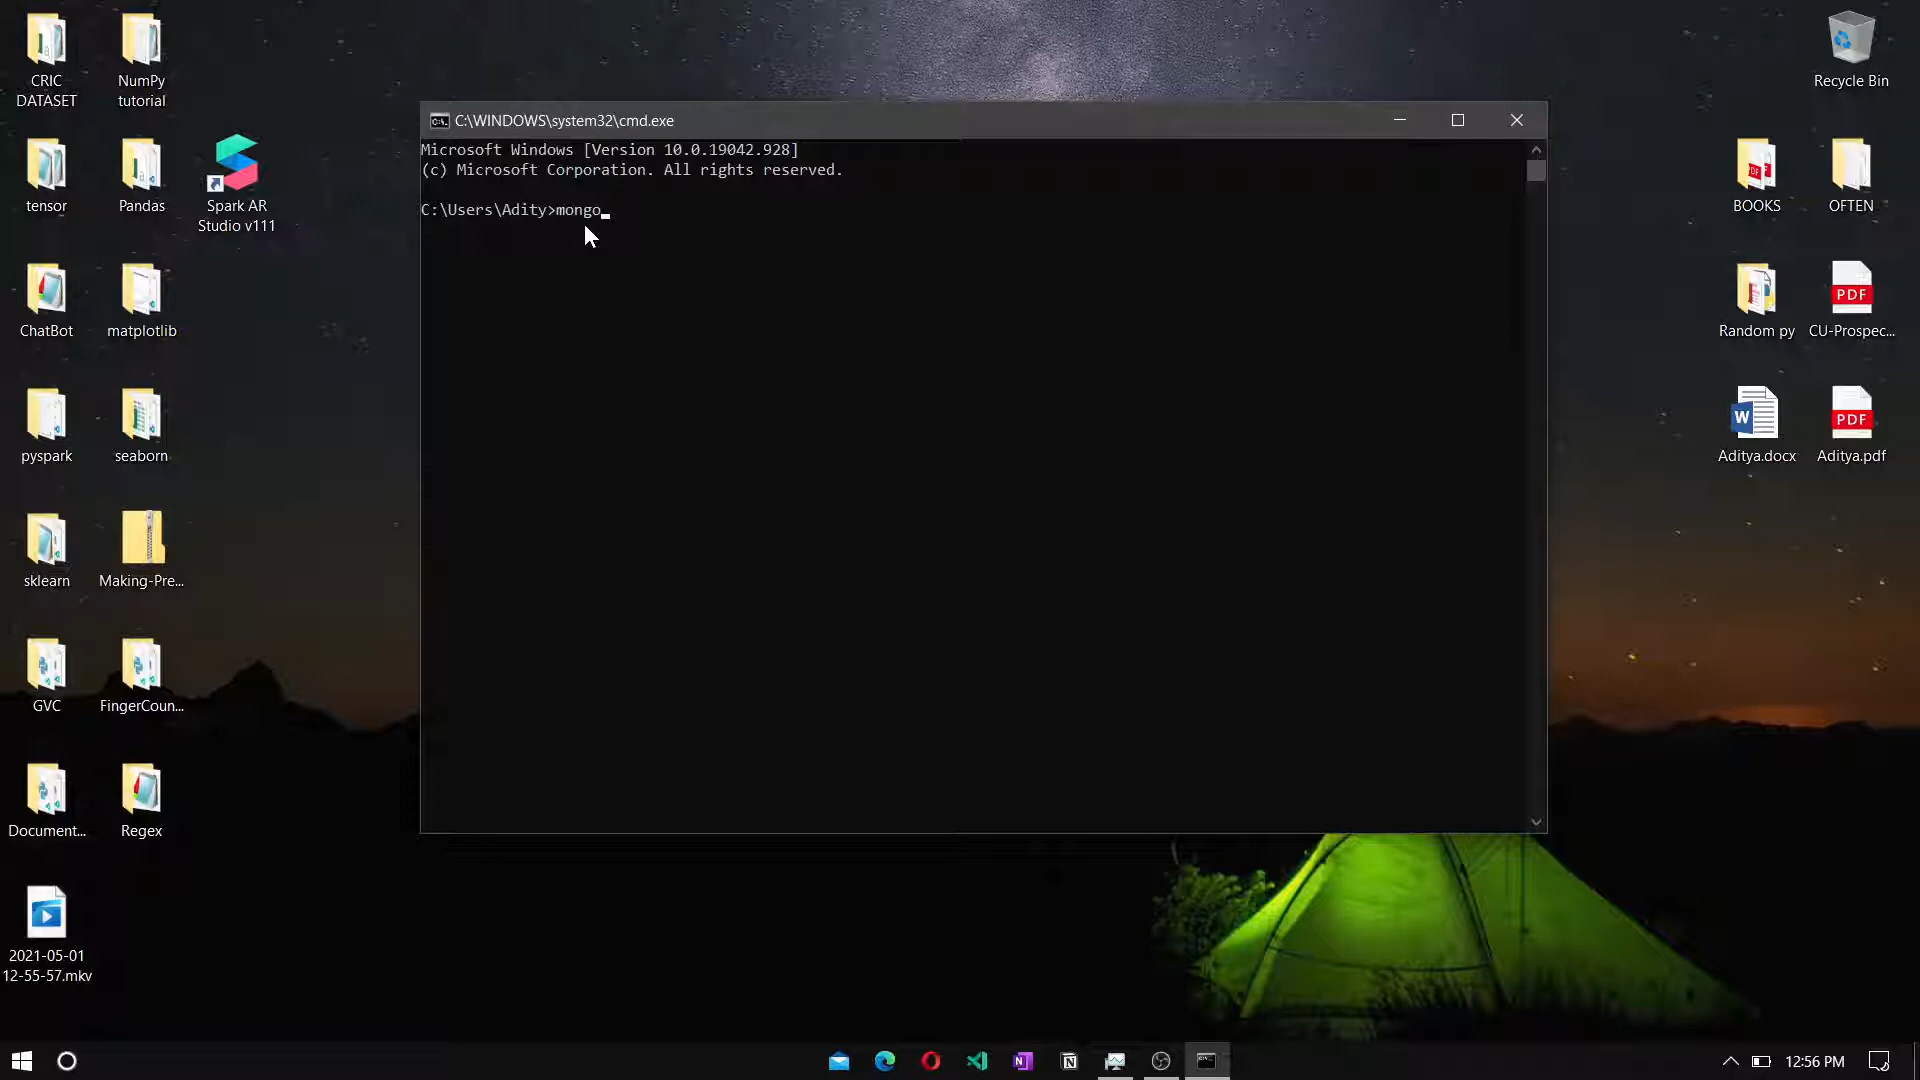 CRIC
DATASET
NumPy
tutorial
tensor
Pandas
Spark AR
Studio v111
ChatBot
matplotlib
pyspark
seaborn
sklearn
Making-Pre...
GVC
FingerCoun...
Document...
Regex
2021-05-01
12-55-57.mkv
C:\WINDOWS\system32\cmd.exe
Microsoft Windows [Version 10.0.19042.928]
(c) Microsoft Corporation. All rights reserved.
C:\Users\Adity>mongo_
Recycle Bin
BOOKS
OFTEN
Random py
PDF
CU-Prospec...
W
Aditya.docx
PDF
Aditya.pdf
12:56 PM